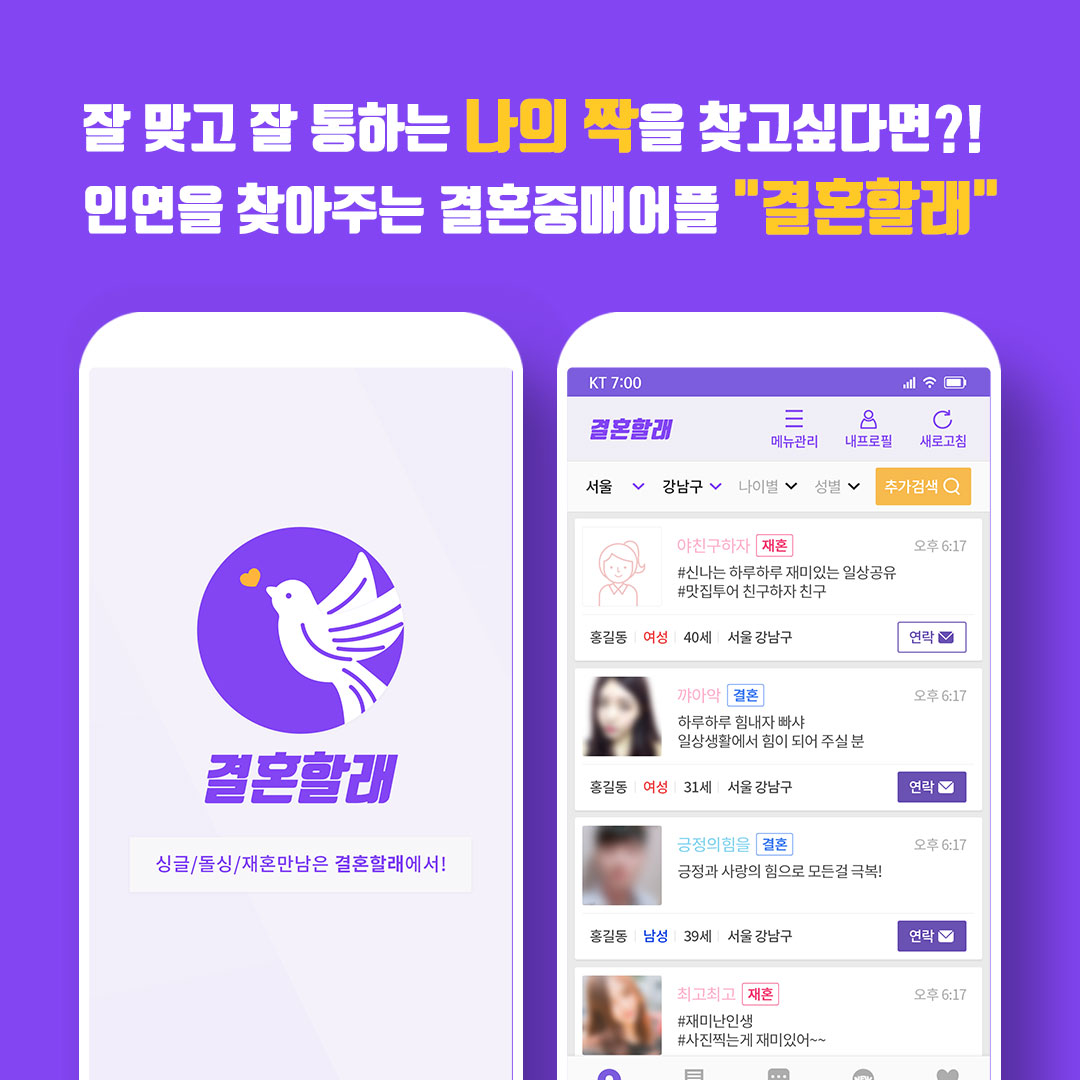 잘 맞고 잘 통하는 나의 짝을 찾고싶다면?!
인연을 찾아주는 결혼중매어플 "결혼할래"
결혼할래
싱글/돌싱/재혼만남은 결혼할래에서!
KT 7:00
결혼할래
메뉴관리 내프로필 새로고침
서울 강남구 나이별 성별 추가검색
야친구하자 재혼 오후 6:17
#신나는 하루하루 재미있는 일상공유
#맛집투어 친구하자 친구
홍길동 여성 40세 서울 강남구 연락
꺄아악 결혼 오후 6:17
하루하루 힘내자 빠샤
일상생활에서 힘이 되어 주실 분
홍길동 여성 31세 서울 강남구 연락
긍정의힘을 결혼 오후 6:17
긍정과 사랑의 힘으로 모든걸 극복!
홍길동 남성 39세 서울 강남구 연락
최고최고 재혼 오후 6:17
#재미난인생
#사진찍는게 재미있어~~